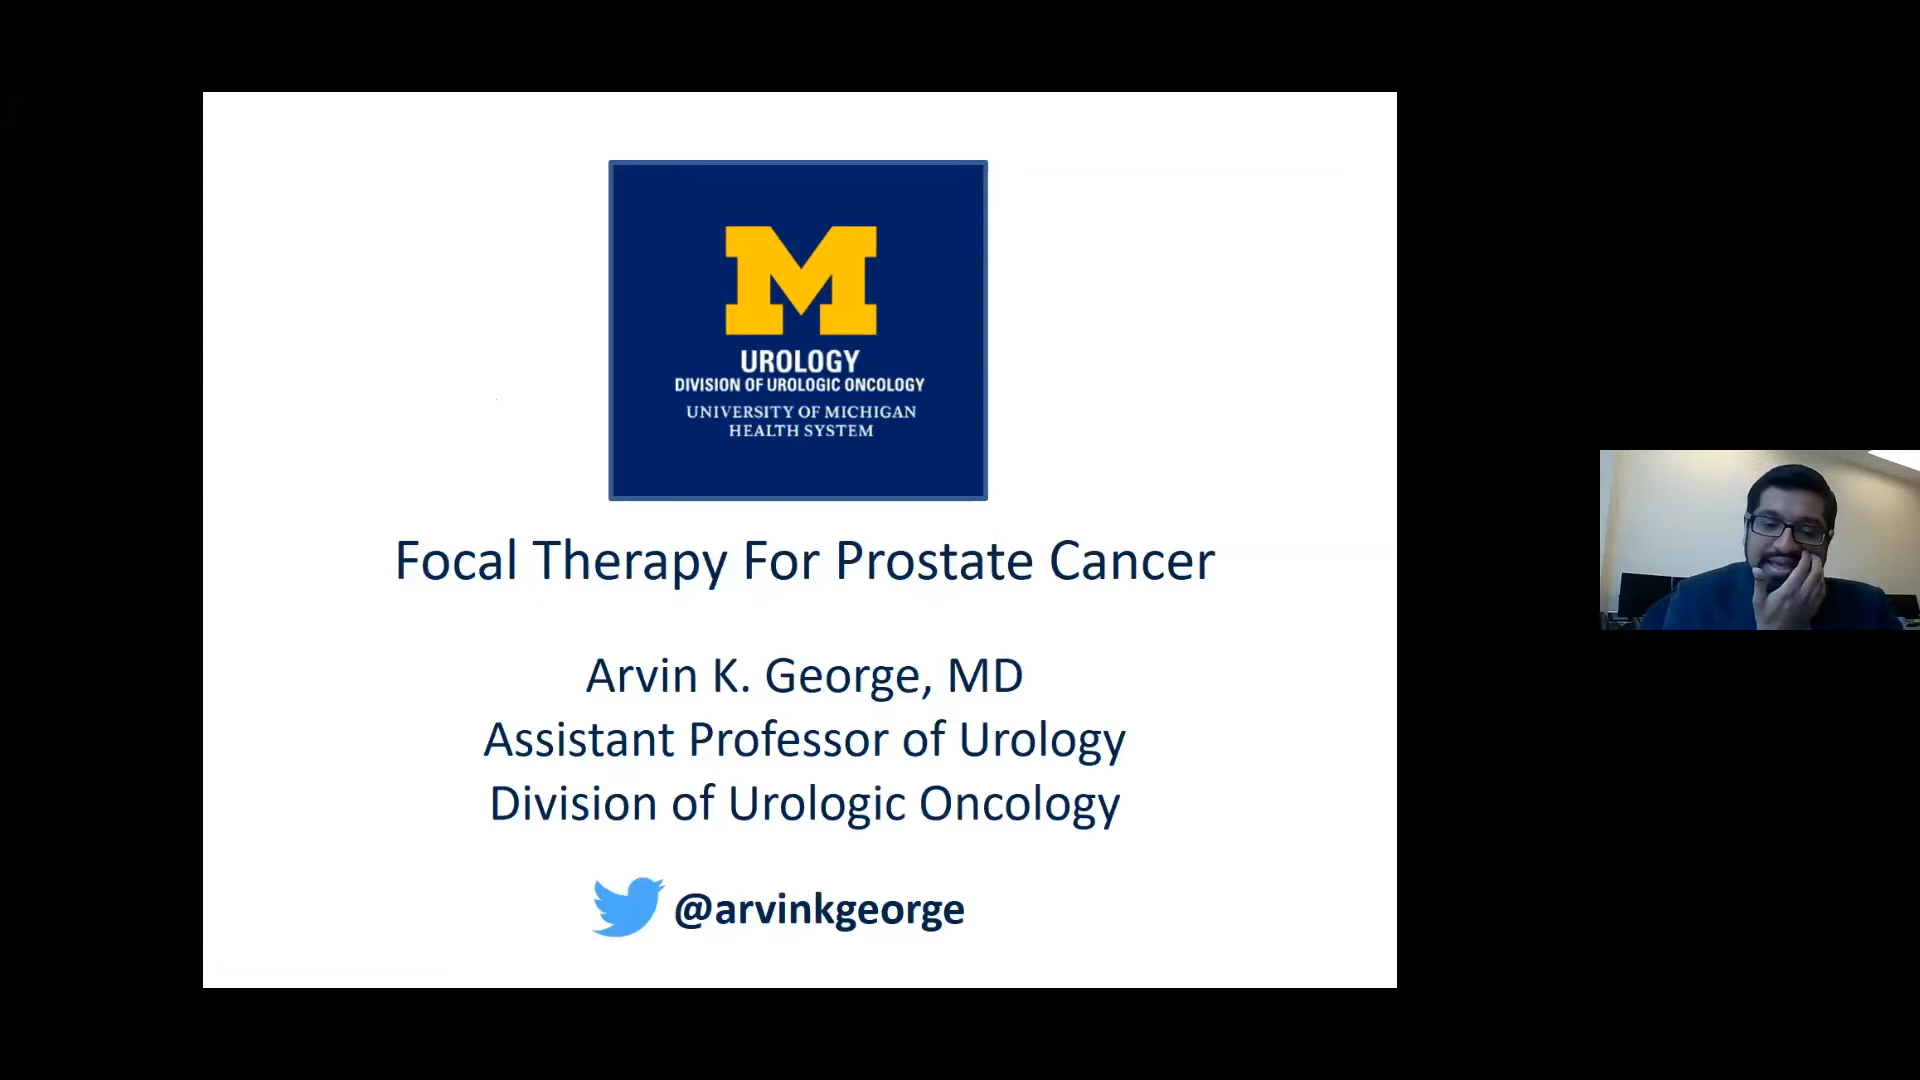 M
UROLOGY
DIVISION OF UROLOGIC ONCOLOGY
UNIVERSITY OF MICHIGAN
HEALTH SYSTEM
Focal Therapy For Prostate Cancer
Arvin K. George, MD
Assistant Professor of Urology
Division of Urologic Oncology
@arvinkgeorge